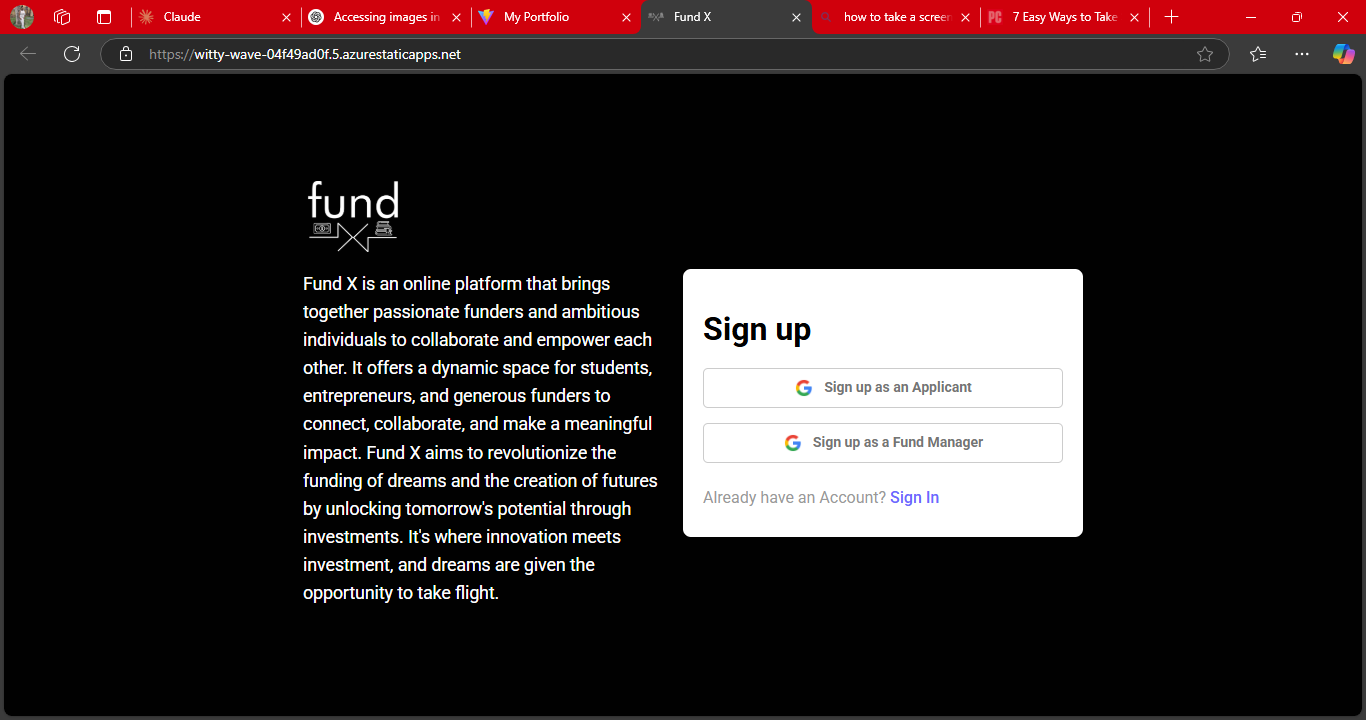 Claude
Accessing images in
My Portfolio
Fund X
how to take a screen
PC
7 Easy Ways to Take
https://witty-wave-04f49ad0f.5.azurestaticapps.net
fund
X
Fund X is an online platform that brings
together passionate funders and ambitious
individuals to collaborate and empower each
other. It offers a dynamic space for students,
entrepreneurs, and generous funders to
connect, collaborate, and make a meaningful
impact. Fund X aims to revolutionize the
funding of dreams and the creation of futures
by unlocking tomorrow's potential through
investments. It's where innovation meets
investment, and dreams are given the
opportunity to take flight.
Sign up
Sign up as an Applicant
Sign up as a Fund Manager
Already have an Account? Sign In